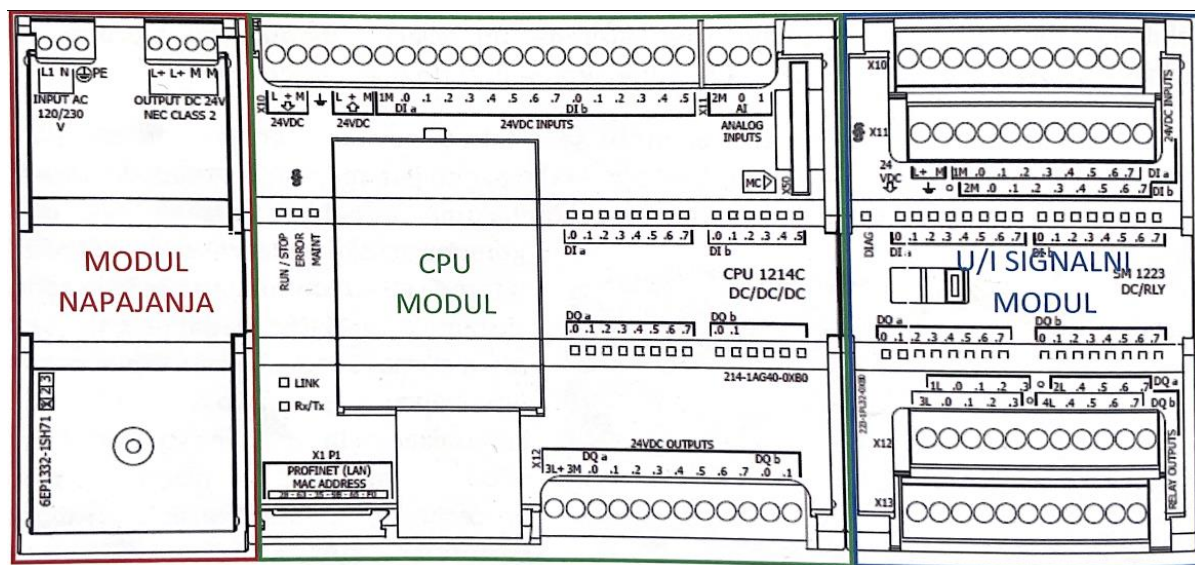 L1 N PE
INPUT AC
120/230
V
L+ L+ M M
OUTPUT DC 24V
NEC CLASS 2
MODUL
NAPAJANJA
6EP1332-1SH71
X 2 3
X10
L + M
24VDC
L + M
24VDC
1M .0 .1 .2 .3 .4 .5 .6 .7 .0 .1 .2 .3 .4 .5
DI a DI b
24VDC INPUTS
X11
2M 0 1
AI
ANALOG
INPUTS
MC
X50
RUN / STOP
ERROR
MAINT
CPU
MODUL
.0 .1 .2 .3 .4 .5 .6 .7
DI a
.0 .1 .2 .3 .4 .5
DI b
CPU 1214C
DC/DC/DC
DQ a
.0 .1 .2 .3 .4 .5 .6 .7
DQ b
.0 .1
214-1AG40-0XB0
LINK
Rx/Tx
X1 P1
PROFINET (LAN)
MAC ADDRESS
24VDC OUTPUTS
X12
DQ a DQ b
3L+ 3M .0 .1 .2 .3 .4 .5 .6 .7 .0 .1
X10
X11
24VDC INPUTS
24
VDC
L+ M 1M .0 .1 .2 .3 .4 .5 .6 .7 DI a
2M .0 .1 .2 .3 .4 .5 .6 .7 DI b
DIAG
.0 .1 .2 .3 .4 .5 .6 .7
DI a
.0 .1 .2 .3 .4 .5 .6 .7
U/I SIGNALNI
MODUL
SM 1223
DC/RLY
DQ a
.0 .1 .2 .3 .4 .5 .6 .7
DQ b
.0 .1 .2 .3 .4 .5 .6 .7
1L .0 .1 .2 .3 2L .4 .5 .6 .7 DQ a
3L .0 .1 .2 .3 4L .4 .5 .6 .7 DQ b
223-1PL32-0XB0
X12
X13
RELAY OUTPUTS